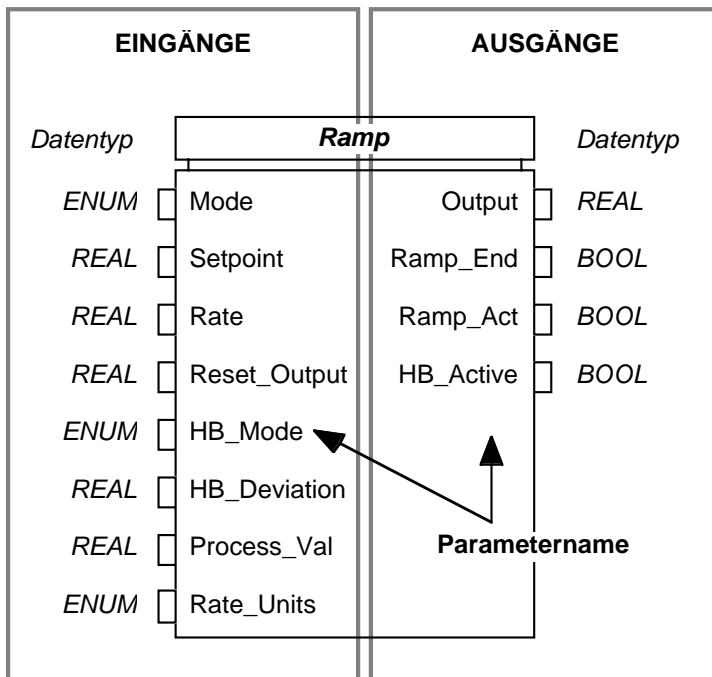 EINGÄNGE AUSGÄNGE
Datentyp Ramp Datentyp
ENUM Mode Output REAL
REAL Setpoint Ramp_End BOOL
REAL Rate Ramp_Act BOOL
REAL Reset_Output HB_Active BOOL
ENUM HB_Mode
REAL HB_Deviation
REAL Process_Val Parametername
ENUM Rate_Units